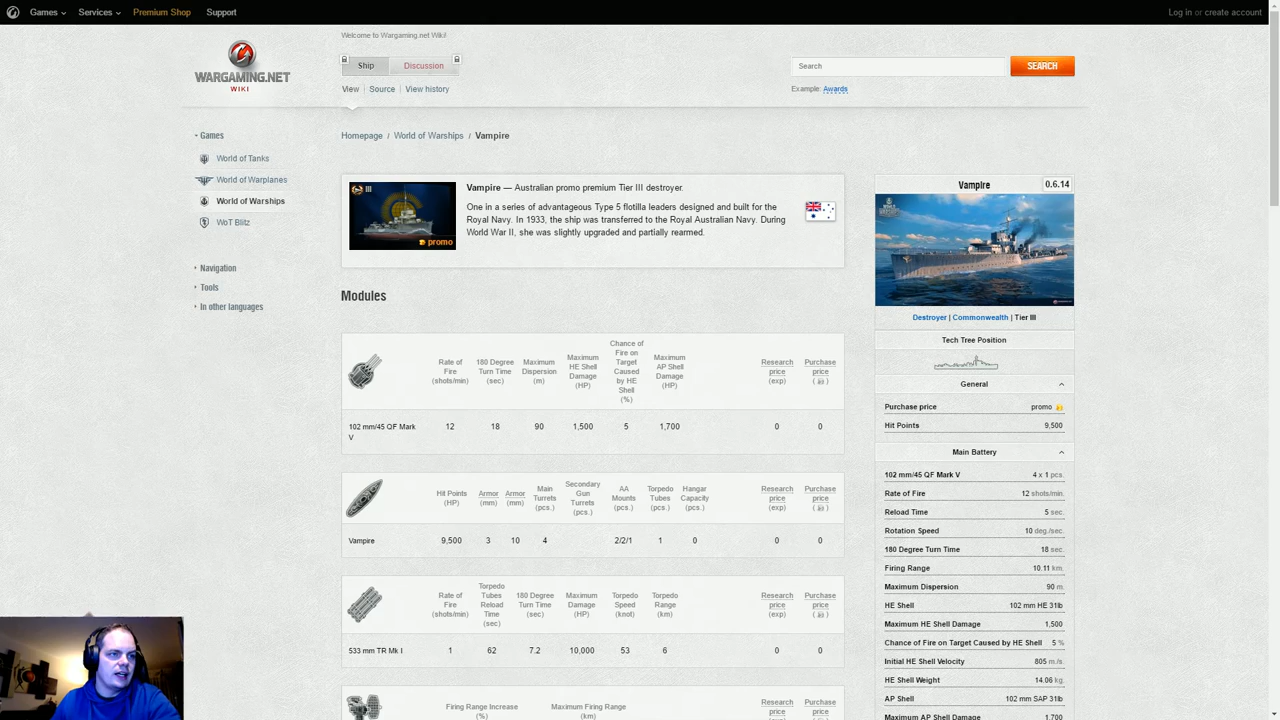 Games
Services
Premium Shop
Support
Log in or create account
Welcome to Wargaming.net Wiki!
WARGAMING.NET
WIKI
Ship
Discussion
Search
SEARCH
View
Source
View history
Example: Awards
Games
World of Tanks
World of Warplanes
World of Warships
WoT Blitz
Navigation
Tools
In other languages
Homepage / World of Warships / Vampire
III
promo
Vampire — Australian promo premium Tier III destroyer.
One in a series of advantageous Type 5 flotilla leaders designed and built for the
Royal Navy. In 1933, the ship was transferred to the Royal Australian Navy. During
World War II, she was slightly upgraded and partially rearmed.
Modules
Rate of Fire (shots/min) 180 Degree Turn Time (sec) Maximum Dispersion (m) Maximum HE Shell Damage (HP) Chance of Fire on Target Caused by HE Shell (%) Maximum AP Shell Damage (HP) Research price (exp) Purchase price ( )
102 mm/45 QF Mark V 12 18 90 1,500 5 1,700 0 0
Hit Points (HP) Armor (mm) Armor (mm) Main Turrets (pcs.) Secondary Gun Turrets (pcs.) AA Mounts (pcs.) Torpedo Tubes (pcs.) Hangar Capacity (pcs.) Research price (exp) Purchase price ( )
Vampire 9,500 3 10 4 2/2/1 1 0 0 0
Rate of Fire (shots/min) Torpedo Tubes Reload Time (sec) 180 Degree Turn Time (sec) Maximum Damage (HP) Torpedo Speed (knot) Torpedo Range (km) Research price (exp) Purchase price ( )
533 mm TR Mk I 1 62 7.2 10,000 53 6 0 0
Firing Range Increase (%) Maximum Firing Range (km) Research price Purchase price
Vampire
0.6.14
Destroyer | Commonwealth | Tier III
Tech Tree Position
General
Purchase price promo
Hit Points 9,500
Main Battery
102 mm/45 QF Mark V 4 x 1 pcs.
Rate of Fire 12 shots/min.
Reload Time 5 sec.
Rotation Speed 10 deg./sec.
180 Degree Turn Time 18 sec.
Firing Range 10.11 km.
Maximum Dispersion 90 m.
HE Shell 102 mm HE 31lb
Maximum HE Shell Damage 1,500
Chance of Fire on Target Caused by HE Shell 5 %
Initial HE Shell Velocity 805 m./s.
HE Shell Weight 14.06 kg.
AP Shell 102 mm SAP 31lb
Maximum AP Shell Damage 1,700